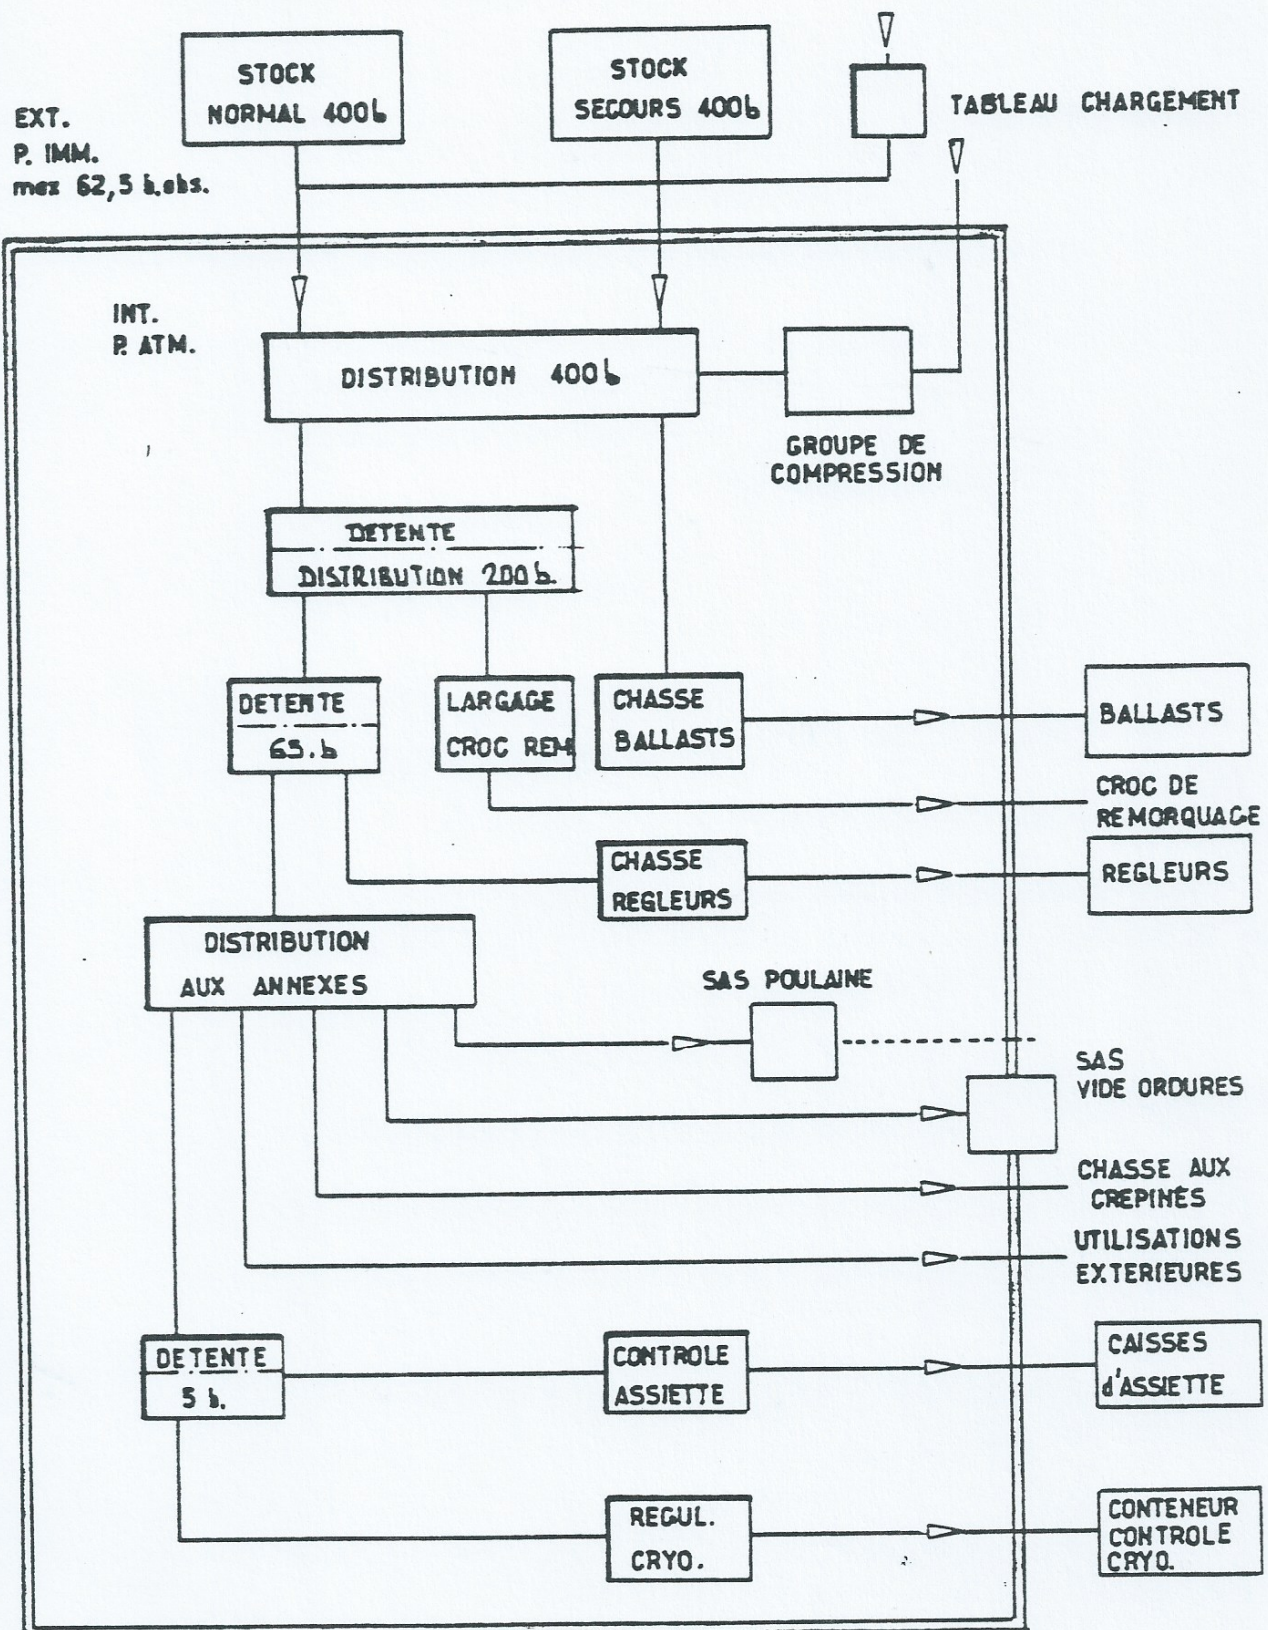 STOCK
NORMAL 400b
STOCK
SECOURS 400b
TABLEAU CHARGEMENT
EXT.
P. IMM.
max 62,5 b.abs.
INT.
P. ATM.
DISTRIBUTION 400b
GROUPE DE
COMPRESSION
DETENTE
DISTRIBUTION 200b.
DETENTE
65.b
LARGAGE
CROC REM
CHASSE
BALLASTS
BALLASTS
CROC DE
REMORQUAGE
CHASSE
REGLEURS
REGLEURS
DISTRIBUTION
AUX ANNEXES
SAS POULAINE
SAS
VIDE ORDURES
CHASSE AUX
CREPINES
UTILISATIONS
EXTERIEURES
DETENTE
5 b.
CONTROLE
ASSIETTE
CAISSES
d'ASSIETTE
REGUL.
CRYO.
CONTENEUR
CONTROLE
CRYO.